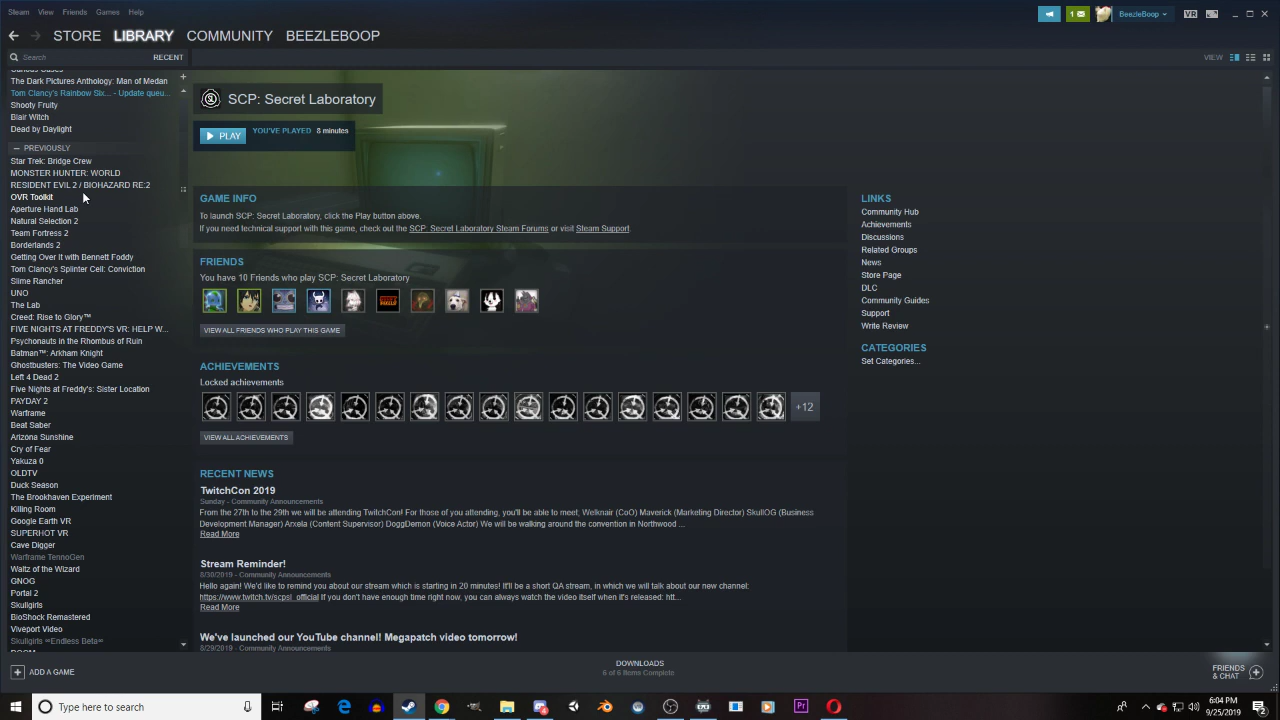 Steam View Friends Games Help
1 BeezleBoop VR
STORE LIBRARY COMMUNITY BEEZLEBOOP
Search RECENT VIEW
The Dark Pictures Anthology: Man of Medan
Tom Clancy's Rainbow Six... - Update queu...
Shooty Fruity
Blair Witch
Dead by Daylight
PREVIOUSLY
Star Trek: Bridge Crew
MONSTER HUNTER: WORLD
RESIDENT EVIL 2 / BIOHAZARD RE:2
OVR Toolkit
Aperture Hand Lab
Natural Selection 2
Team Fortress 2
Borderlands 2
Getting Over It with Bennett Foddy
Tom Clancy's Splinter Cell: Conviction
Slime Rancher
UNO
The Lab
Creed: Rise to Glory™
FIVE NIGHTS AT FREDDY'S VR: HELP W...
Psychonauts in the Rhombus of Ruin
Batman™: Arkham Knight
Ghostbusters: The Video Game
Left 4 Dead 2
Five Nights at Freddy's: Sister Location
PAYDAY 2
Warframe
Beat Saber
Arizona Sunshine
Cry of Fear
Yakuza 0
OLDTV
Duck Season
The Brookhaven Experiment
Killing Room
Google Earth VR
SUPERHOT VR
Cave Digger
Warframe TennoGen
Waltz of the Wizard
GNOG
Portal 2
Skullgirls
BioShock Remastered
Viveport Video
Skullgirls ∞Endless Beta∞
SCP: Secret Laboratory
PLAY YOU'VE PLAYED 8 minutes
GAME INFO
To launch SCP: Secret Laboratory, click the Play button above.
If you need technical support with this game, check out the SCP: Secret Laboratory Steam Forums or visit Steam Support.
FRIENDS
You have 10 Friends who play SCP: Secret Laboratory
VIEW ALL FRIENDS WHO PLAY THIS GAME
ACHIEVEMENTS
Locked achievements
+12
VIEW ALL ACHIEVEMENTS
RECENT NEWS
TwitchCon 2019
Sunday - Community Announcements
From the 27th to the 29th we will be attending TwitchCon! For those of you attending, you'll be able to meet; Welknair (CoO) Maverick (Marketing Director) SkullOG (Business
Development Manager) Anxela (Content Supervisor) DoggDemon (Voice Actor) We will be walking around the convention in Northwood ...
Read More
Stream Reminder!
8/30/2019 - Community Announcements
Hello again! We'd like to remind you about our stream which is starting in 20 minutes! It'll be a short QA stream, in which we will talk about our new channel:
https://www.twitch.tv/scpsl_official If you don't have enough time right now, you can always watch the video itself when it's released: htt...
Read More
We've launched our YouTube channel! Megapatch video tomorrow!
8/29/2019 - Community Announcements
LINKS
Community Hub
Achievements
Discussions
Related Groups
News
Store Page
DLC
Community Guides
Support
Write Review
CATEGORIES
Set Categories...
ADD A GAME
DOWNLOADS
6 of 6 Items Complete
FRIENDS
& CHAT
Type here to search
6:04 PM
9/25/2019
2